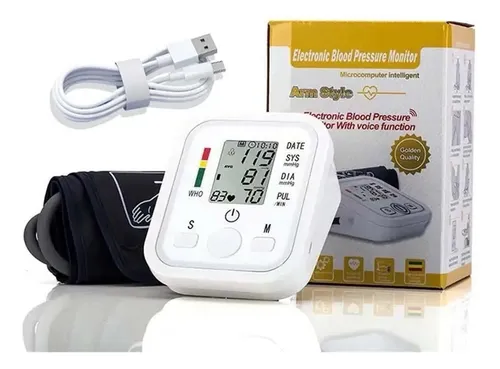 Electronic Blood Pressure Monitor
Microcomputer intelligent
Arm Style
Electronic Blood Pressure
With voice function
Golden
Quality
10:10
DATE
119
SYS
mmHg
81
DIA
mmHg
WHO
83 70
PUL
/MIN
S
M